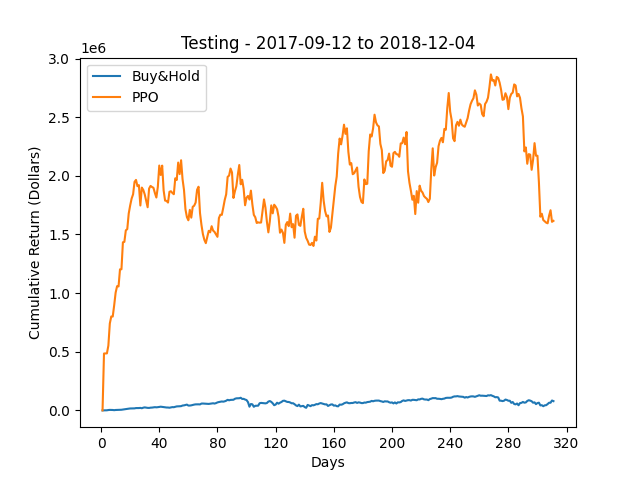 Testing - 2017-09-12 to 2018-12-04
1e6
3.0
2.5
2.0
1.5
1.0
0.5
0.0
Cumulative Return (Dollars)
Buy&Hold
PPO
0 40 80 120 160 200 240 280 320
Days